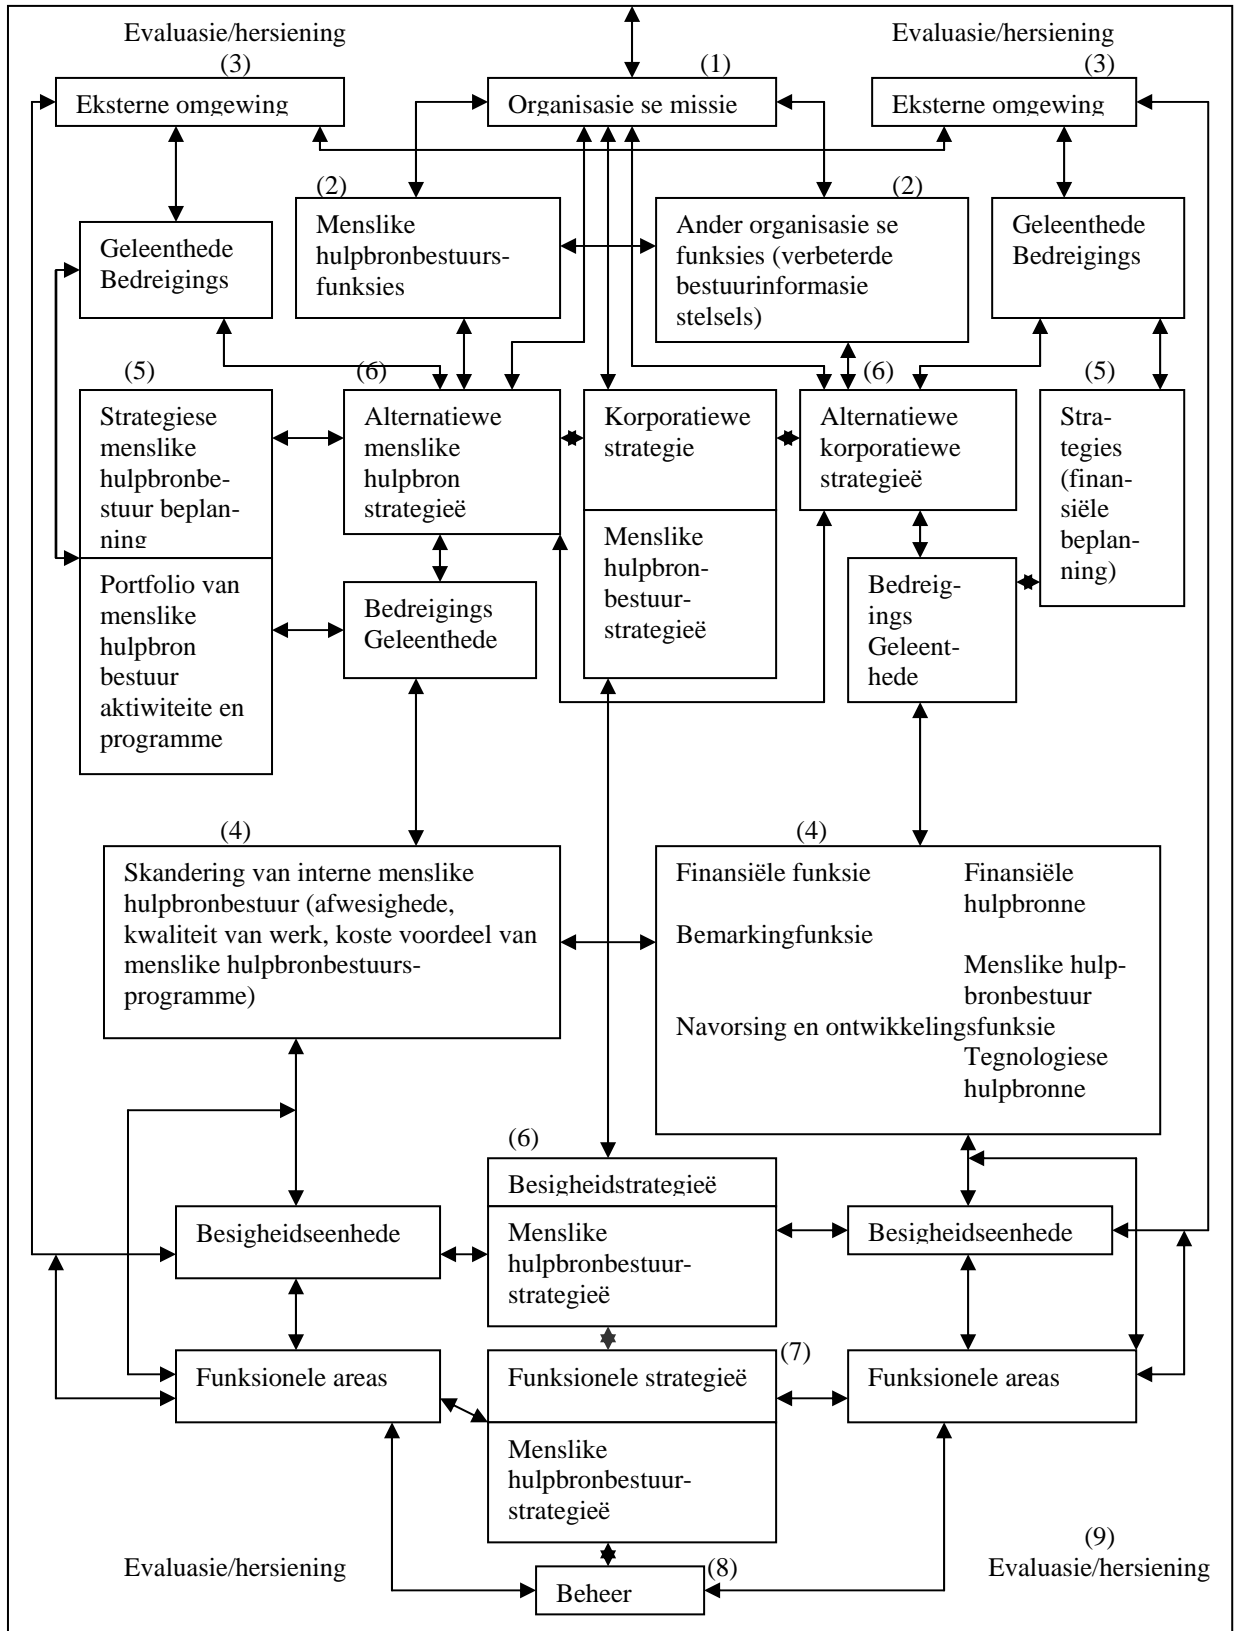 Evaluasie/hersiening
Evaluasie/hersiening
(3)
(1)
(3)
Eksterne omgewing
Organisasie se missie
Eksterne omgewing
(2)
(2)
Menslike
hulpbronbestuurs-
funksies
Ander organisasie se
funksies (verbeterde
bestuurinformasie
stelsels)
Geleenthede
Bedreigings
Geleenthede
Bedreigings
(5)
(6)
(6)
(5)
Strategiese
menslike
hulpbronbe-
stuur beplan-
ning
Alternatiewe
menslike
hulpbron
strategieë
Korporatiewe
strategie
Alternatiewe
korporatiewe
strategieë
Stra-
tegies
(finan-
siële
beplan-
ning)
Menslike
hulpbron-
bestuur-
strategieë
Portfolio van
menslike
hulpbron
bestuur
aktiwiteite en
programme
Bedreigings
Geleenthede
Bedreig-
ings
Geleent-
hede
(4)
(4)
Skandering van interne menslike
hulpbronbestuur (afwesighede,
kwaliteit van werk, koste voordeel van
menslike hulpbronbestuurs-
programme)
Finansiële funksie
Finansiële
hulpbronne
Bemarkingfunksie
Menslike hulp-
bronbestuur
Navorsing en ontwikkelingsfunksie
Tegnologiese
hulpbronne
(6)
Besigheidstrategieë
Besigheidseenhede
Menslike
hulpbronbestuur-
strategieë
Besigheidseenhede
(7)
Funksionele areas
Funksionele strategieë
Funksionele areas
Menslike
hulpbronbestuur-
strategieë
(9)
Evaluasie/hersiening
Evaluasie/hersiening
(8)
Beheer